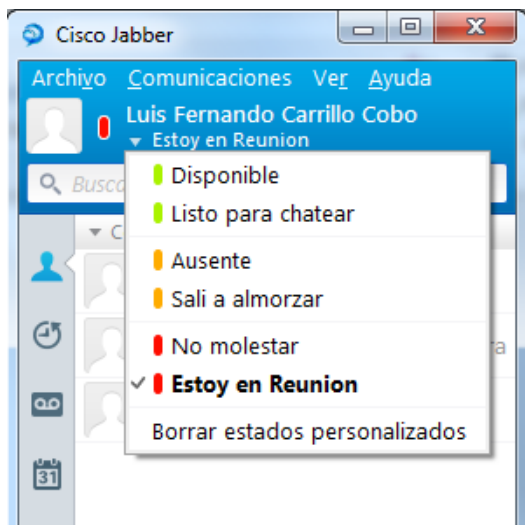 Cisco Jabber
Archivo Comunicaciones Ver Ayuda
Luis Fernando Carrillo Cobo
Estoy en Reunion
Disponible
Listo para chatear
Ausente
Sali a almorzar
No molestar
Estoy en Reunion
Borrar estados personalizados
31